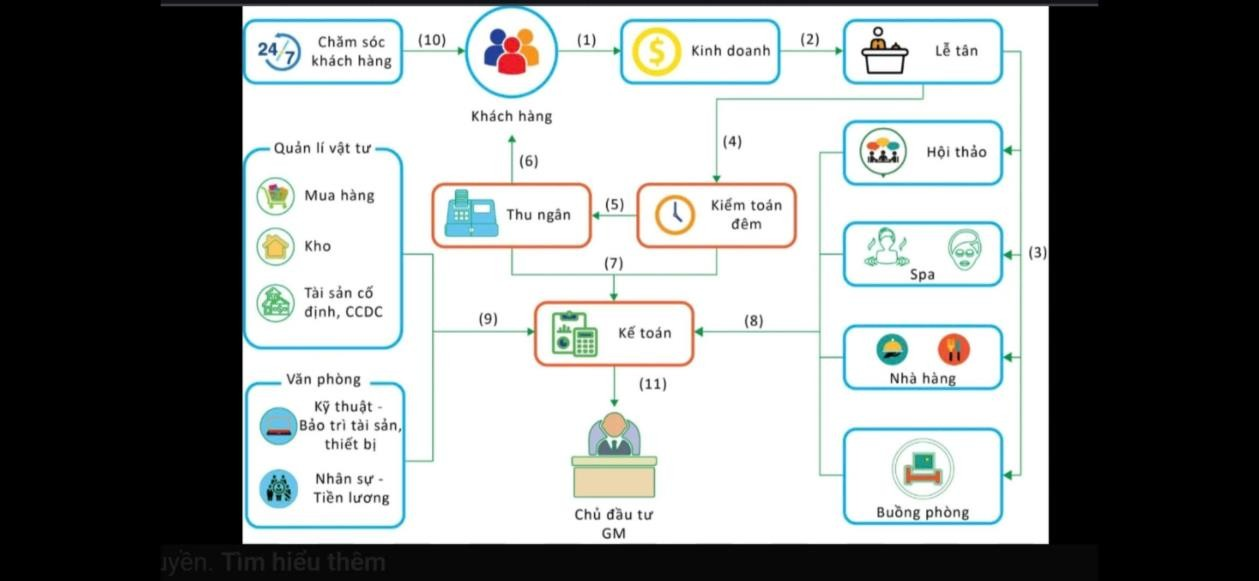 24/7
Chăm sóc
khách hàng
(10)
Khách hàng
(1)
Kinh doanh
(2)
Lễ tân
(3)
Hội thảo
Spa
Nhà hàng
Buồng phòng
(4)
Kiểm toán
đêm
(5)
Thu ngân
(6)
(7)
Kế toán
(8)
Quản lí vật tư
Mua hàng
Kho
Tài sản cố
định, CCDC
(9)
Văn phòng
Kỹ thuật -
Bảo trì tài sản,
thiết bị
Nhân sự -
Tiền lương
(11)
Chủ đầu tư
GM
Tìm hiểu thêm